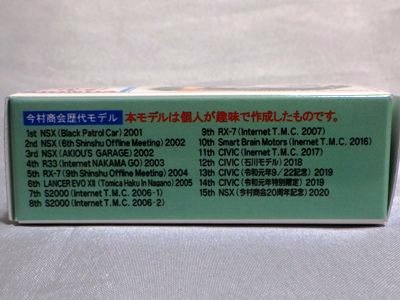 今村商会歴代モデル 本モデルは個人が趣味で作成したものです。
1st NSX (Black Patrol Car) 2001
2nd NSX (6th Shinshu Offline Meeting) 2002
3rd NSX (AKIOU'S GARAGE) 2002
4th R33 (Internet NAKAMA GO) 2003
5th RX-7 (9th Shinshu Offline Meeting) 2004
6th LANCER EVO XIII (Tomica Haku In Nagano) 2005
7th S2000 (Internet T.M.C. 2006-1)
8th S2000 (Internet T.M.C. 2006-2)
9th RX-7 (Inernet T.M.C. 2007)
10th Smart Brain Motors (Inernet T.M.C. 2016)
11th CIVIC (Inernet T.M.C. 2017)
12th CIVIC (石川モデル) 2018
13th CIVIC (令和元年9/22記念) 2019
14th CIVIC (令和元年特別限定) 2019
15th NSX (今村商会20周年記念) 2020